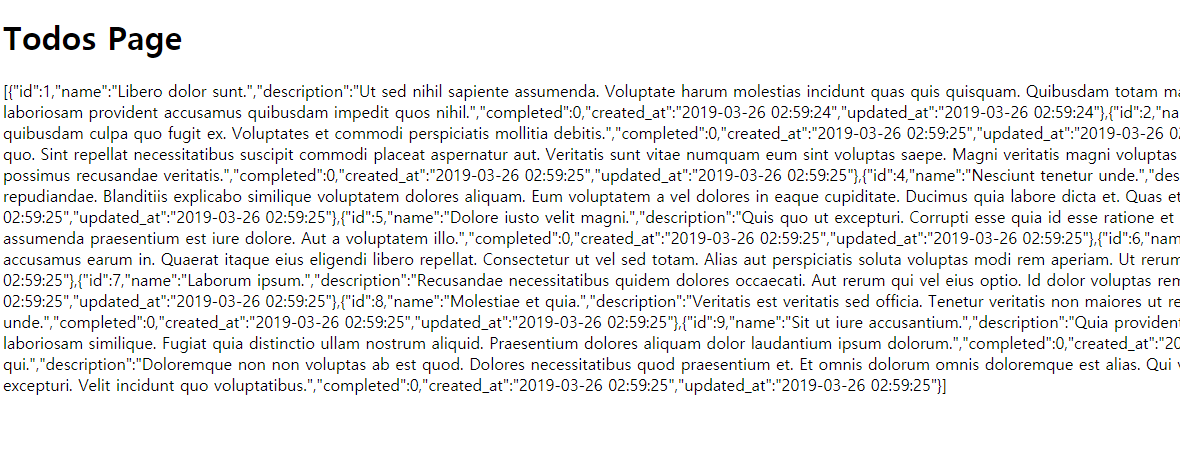 Todos Page
[{"id":1,"name":"Libero dolor sunt.","description":"Ut sed nihil sapiente assumenda. Voluptate harum molestias incidunt quas quis quisquam. Quibusdam totam
laboriosam provident accusamus quibusdam impedit quos nihil.","completed":0,"created_at":"2019-03-26 02:59:24","updated_at":"2019-03-26 02:59:24"},{"id":2,"na
quibusdam culpa quo fugit ex. Voluptates et commodi perspiciatis mollitia debitis.","completed":0,"created_at":"2019-03-26 02:59:25","updated_at":"2019-03-26 0
quo. Sint repellat necessitatibus suscipit commodi placeat aspernatur aut. Veritatis sunt vitae numquam eum sint voluptas saepe. Magni veritatis magni voluptas
possimus recusandae veritatis.","completed":0,"created_at":"2019-03-26 02:59:25","updated_at":"2019-03-26 02:59:25"},{"id":4,"name":"Nesciunt tenetur unde.","des
repudiandae. Blanditiis explicabo similique voluptatem dolores aliquam. Eum voluptatem a vel dolores in eaque cupiditate. Ducimus quia labore dicta et. Quas et
02:59:25","updated_at":"2019-03-26 02:59:25"},{"id":5,"name":"Dolore iusto velit magni.","description":"Quis quo ut excepturi. Corrupti esse quia id esse ratione et
assumenda praesentium est iure dolore. Aut a voluptatem illo.","completed":0,"created_at":"2019-03-26 02:59:25","updated_at":"2019-03-26 02:59:25"},{"id":6,"nam
accusamus earum in. Quaerat itaque eius eligendi libero repellat. Consectetur ut vel sed totam. Alias aut perspiciatis soluta voluptas modi rem aperiam. Ut rerum
02:59:25"},{"id":7,"name":"Laborum ipsum.","description":"Recusandae necessitatibus quidem dolores occaecati. Aut rerum qui vel eius optio. Id dolor voluptas rem
02:59:25","updated_at":"2019-03-26 02:59:25"},{"id":8,"name":"Molestiae et quia.","description":"Veritatis est veritatis sed officia. Tenetur veritatis non maiores ut re
unde.","completed":0,"created_at":"2019-03-26 02:59:25","updated_at":"2019-03-26 02:59:25"},{"id":9,"name":"Sit ut iure accusantium.","description":"Quia provident
laboriosam similique. Fugiat quia distinctio ullam nostrum aliquid. Praesentium dolores aliquam dolor laudantium ipsum dolorum.","completed":0,"created_at":"20
qui.","description":"Doloremque non non voluptas ab est quod. Dolores necessitatibus quod praesentium et. Et omnis dolorum omnis doloremque est alias. Qui
excepturi. Velit incidunt quo voluptatibus.","completed":0,"created_at":"2019-03-26 02:59:25","updated_at":"2019-03-26 02:59:25"}]